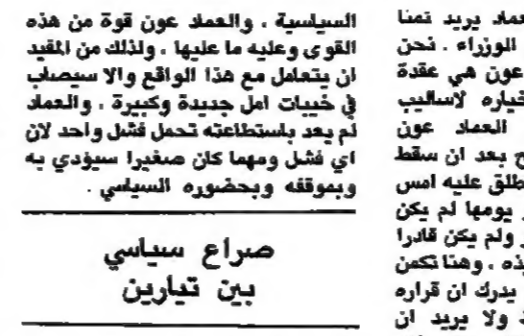 السياسية ، والعماد عون قوة من هذه
القوى وعليه ما عليها ، ولذلك من المفيد
ان يتعامل مع هذا الواقع والا سيصاب
في خيبات امل جديدة وكبيرة ، والعماد
لم يعد باستطاعته تحمل فشل واحد لان
اي فشل ومهما كان صغيرا سيؤدي به
وبموقفه وبحضوره السياسي .
صراع سياسي
بين تيارين
عماد يريد ثمنا
الوزراء . نحن
عون هي عقدة
خياره لاساليب
العماد عون
بعد ان سقط
طلق عليه امس
يومها لم يكن
ولم يكن قادرا
ذه . وهنا تكمن
يدرك ان قراره
ولا يريد ان